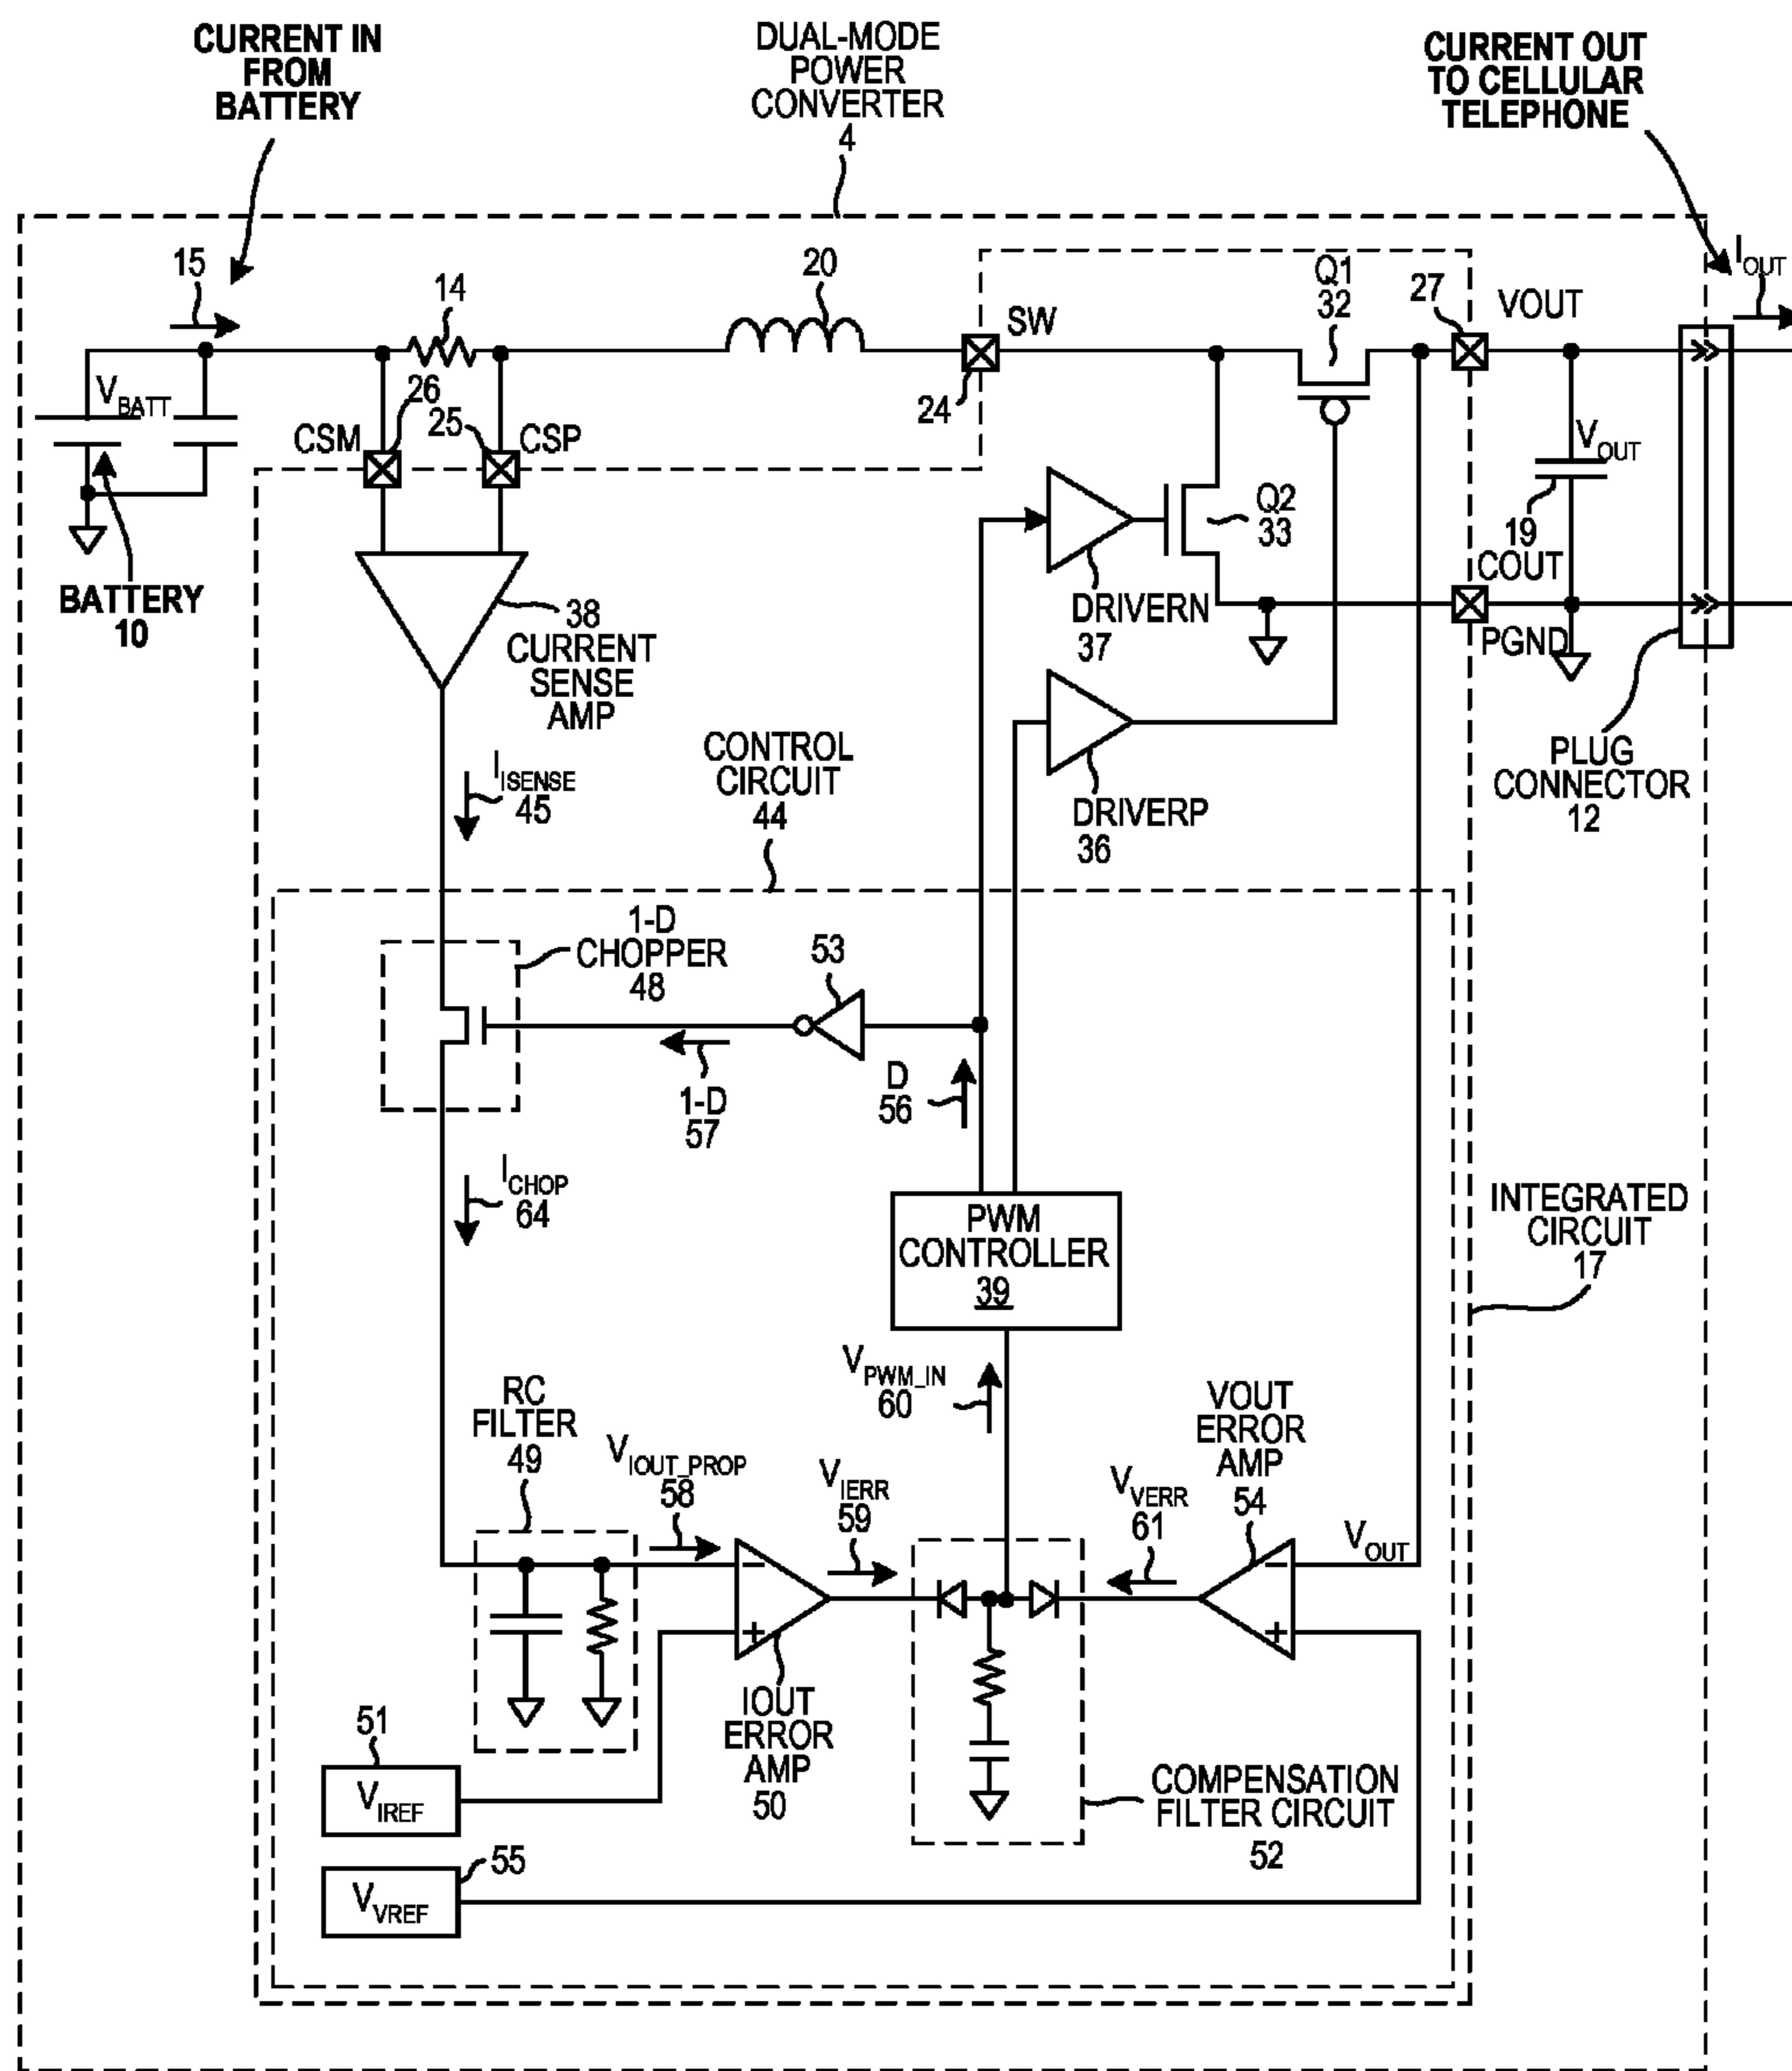 CURRENT IN
FROM
BATTERY
DUAL-MODE
POWER
CONVERTER
4
CURRENT OUT
TO CELLULAR
TELEPHONE
15
14
20
SW
Q1
32
27
VOUT
IOUT
VBATT
26
CSM
25
CSP
24
VOUT
Q2
33
19
COUT
BATTERY
10
38
CURRENT
SENSE
AMP
DRIVERN
37
PGND
IISENSE
45
CONTROL
CIRCUIT
44
DRIVERP
36
PLUG
CONNECTOR
12
1-D
CHOPPER
48
53
1-D
57
D
56
ICHOP
64
PWM
CONTROLLER
39
INTEGRATED
CIRCUIT
17
VPWM_IN
60
RC
FILTER
49
VIOUT_PROP
58
VIERR
59
VVERR
61
VOUT
ERROR
AMP
54
VOUT
−
+
−
+
51
VIREF
IOUT
ERROR
AMP
50
COMPENSATION
FILTER CIRCUIT
52
55
VVREF